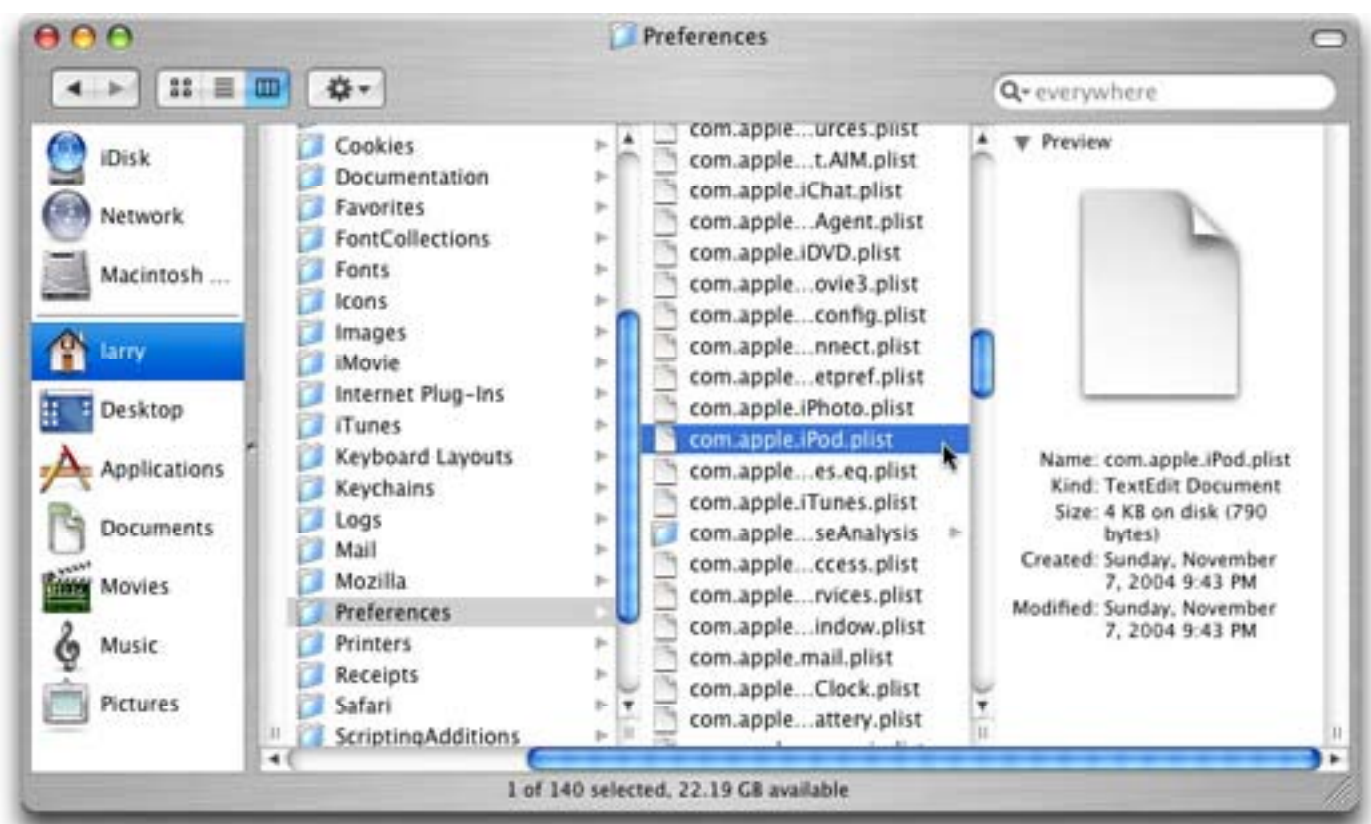 Preferences
everywhere
iDisk
Network
Macintosh ...
larry
Desktop
Applications
Documents
Movies
Music
Pictures
Cookies
Documentation
Favorites
FontCollections
Fonts
Icons
Images
iMovie
Internet Plug-Ins
iTunes
Keyboard Layouts
Keychains
Logs
Mail
Mozilla
Preferences
Printers
Receipts
Safari
ScriptingAdditions
com.apple...urces.plist
com.apple...t.AIM.plist
com.apple.iChat.plist
com.apple...Agent.plist
com.apple.iDVD.plist
com.apple...ovie3.plist
com.apple...config.plist
com.apple...nnect.plist
com.apple...etpref.plist
com.apple.iPhoto.plist
com.apple.iPod.plist
com.apple...es.eq.plist
com.apple.iTunes.plist
com.apple...seAnalysis
com.apple...ccess.plist
com.apple...rvices.plist
com.apple...indow.plist
com.apple.mail.plist
com.apple...Clock.plist
com.apple...attery.plist
Preview
Name: com.apple.iPod.plist
Kind: TextEdit Document
Size: 4 KB on disk (790
bytes)
Created: Sunday, November
7, 2004 9:43 PM
Modified: Sunday, November
7, 2004 9:43 PM
1 of 140 selected, 22.19 GB available